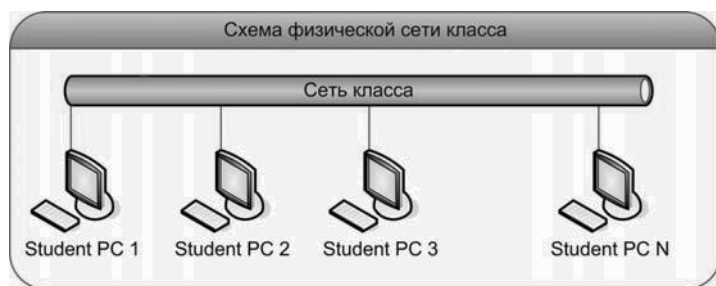 Схема физической сети класса
Сеть класса
Student PC 1 Student PC 2 Student PC 3 Student PC N